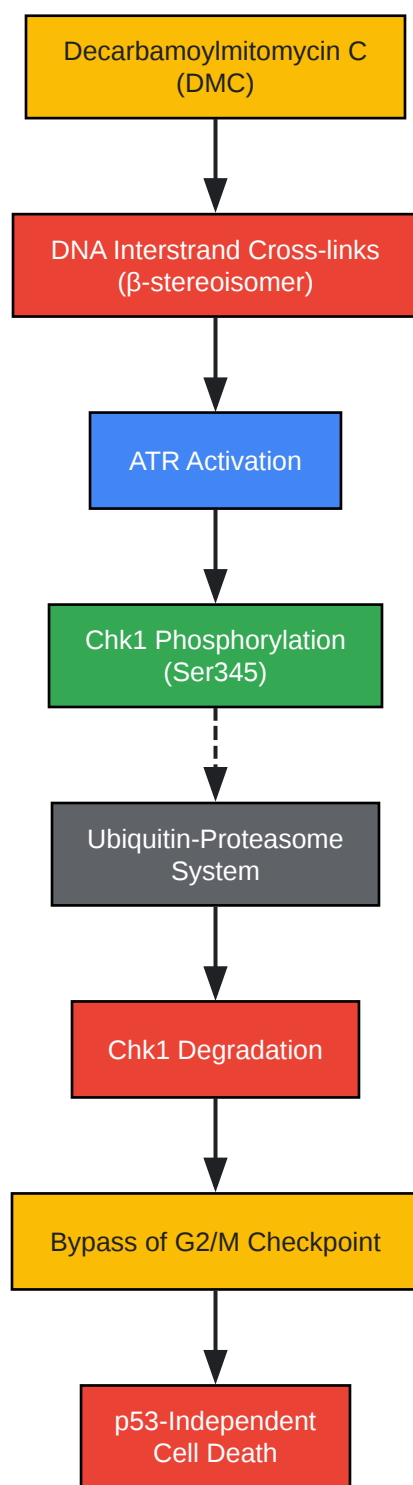 Decarbamoylmitomycin C
(DMC)
DNA Interstrand Cross-links
(β-stereoisomer)
ATR Activation
Chk1 Phosphorylation
(Ser345)
Ubiquitin-Proteasome
System
Chk1 Degradation
Bypass of G2/M Checkpoint
p53-Independent
Cell Death